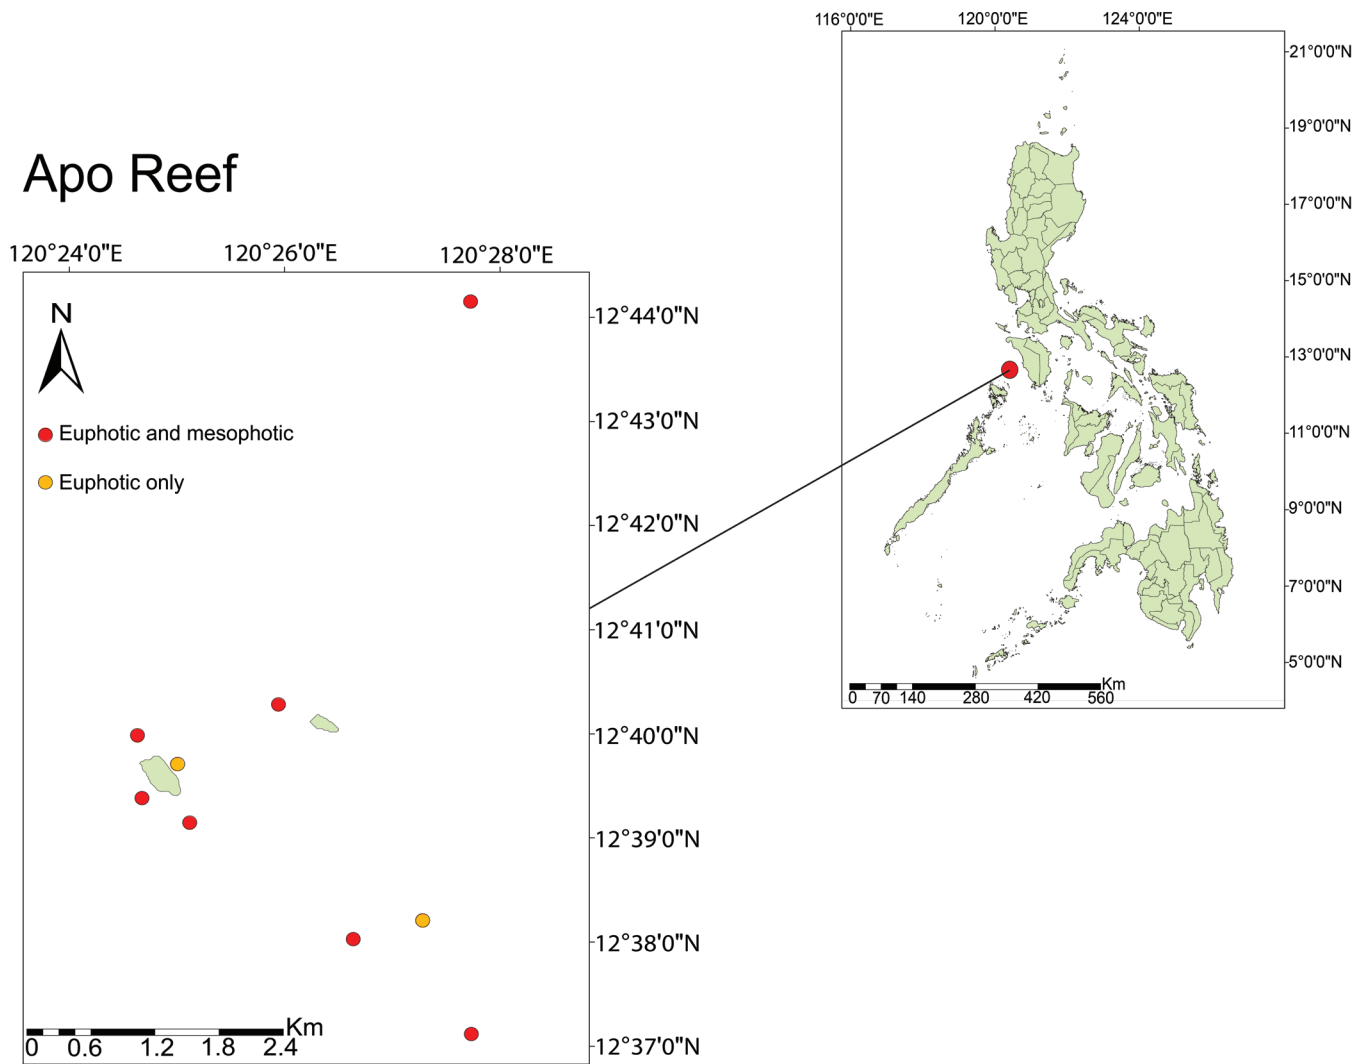 116°0'0"E 120°0'0"E 124°0'0"E
21°0'0"N
19°0'0"N
17°0'0"N
15°0'0"N
13°0'0"N
11°0'0"N
9°0'0"N
7°0'0"N
5°0'0"N
Km
0 70 140 280 420 560
Apo Reef
120°24'0"E 120°26'0"E 120°28'0"E
N
Euphotic and mesophotic
Euphotic only
12°44'0"N
12°43'0"N
12°42'0"N
12°41'0"N
12°40'0"N
12°39'0"N
12°38'0"N
12°37'0"N
Km
0 0.6 1.2 1.8 2.4